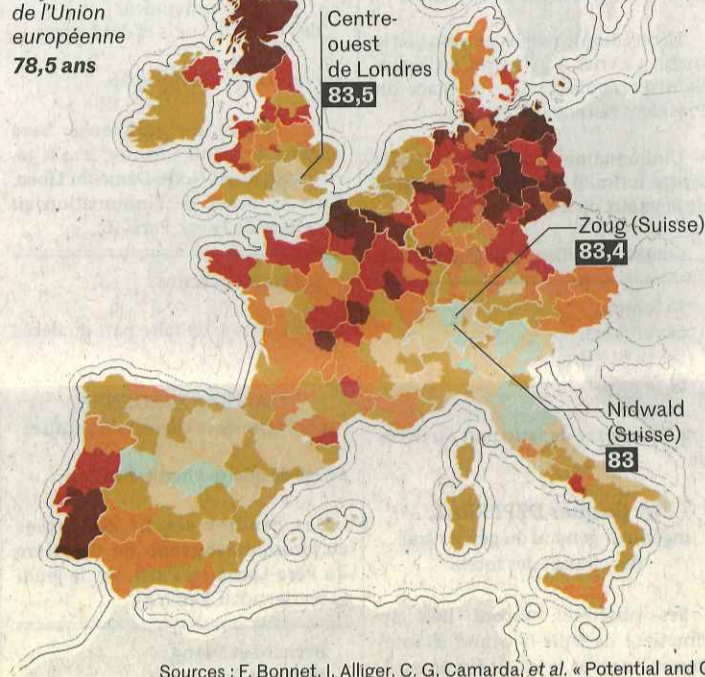 de l'Union
européenne
78,5 ans
Centre-
ouest
de Londres
83,5
Zoug (Suisse)
83,4
Nidwald
(Suisse)
83
Sources : F. Bonnet, I. Alliger, C. G. Camarda, et al. « Potential and